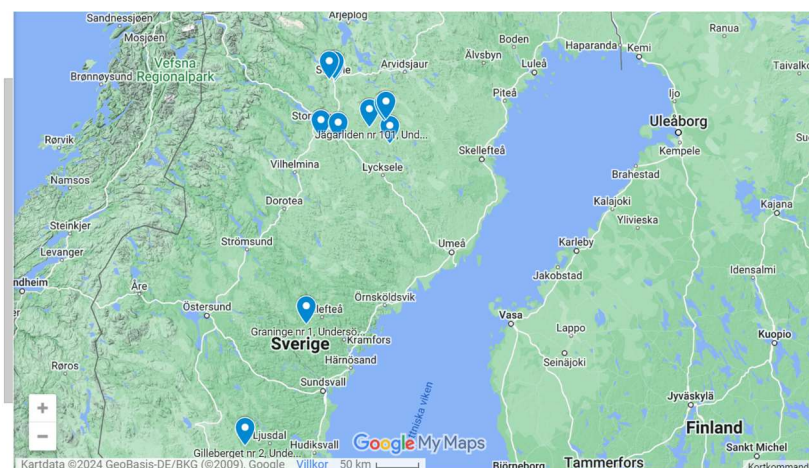 Sandnessjøen
Arjeplog
Mosjøen
Boden
Ranua
Haparanda
Kemi
Vefsna
Regionalpark
Älvsbyn
Luleå
Arvidsjaur
Brønnøysund
Piteå
Ijo
Uleåborg
Jägarliden nr 101, Und...
Rørvik
Skellefteå
Kempele
Vilhelmina
Lycksele
Brahestad
Namsos
Dorotea
Kalajoki
Kajana
Ylivieska
Steinkjer
Strömsund
Umeå
Karleby
Levanger
Idensalmi
Jakobstad
Åre
Örnsköldsvik
Östersund
Vasa
Lappo
Graninge nr 1, Undersö...
Kuopio
Kramfors
Sverige
Seinäjoki
Røros
Härnösand
Sundsvall
Jyväskylä
+
Finland
−
Ljusdal
Google My Maps
Sankt Michel
Gilleberget nr 2, Unde...
Hudiksvall
Kartdata ©2024 GeoBasis-DE/BKG (©2009), Google Villkor 50 km
Tammerfors